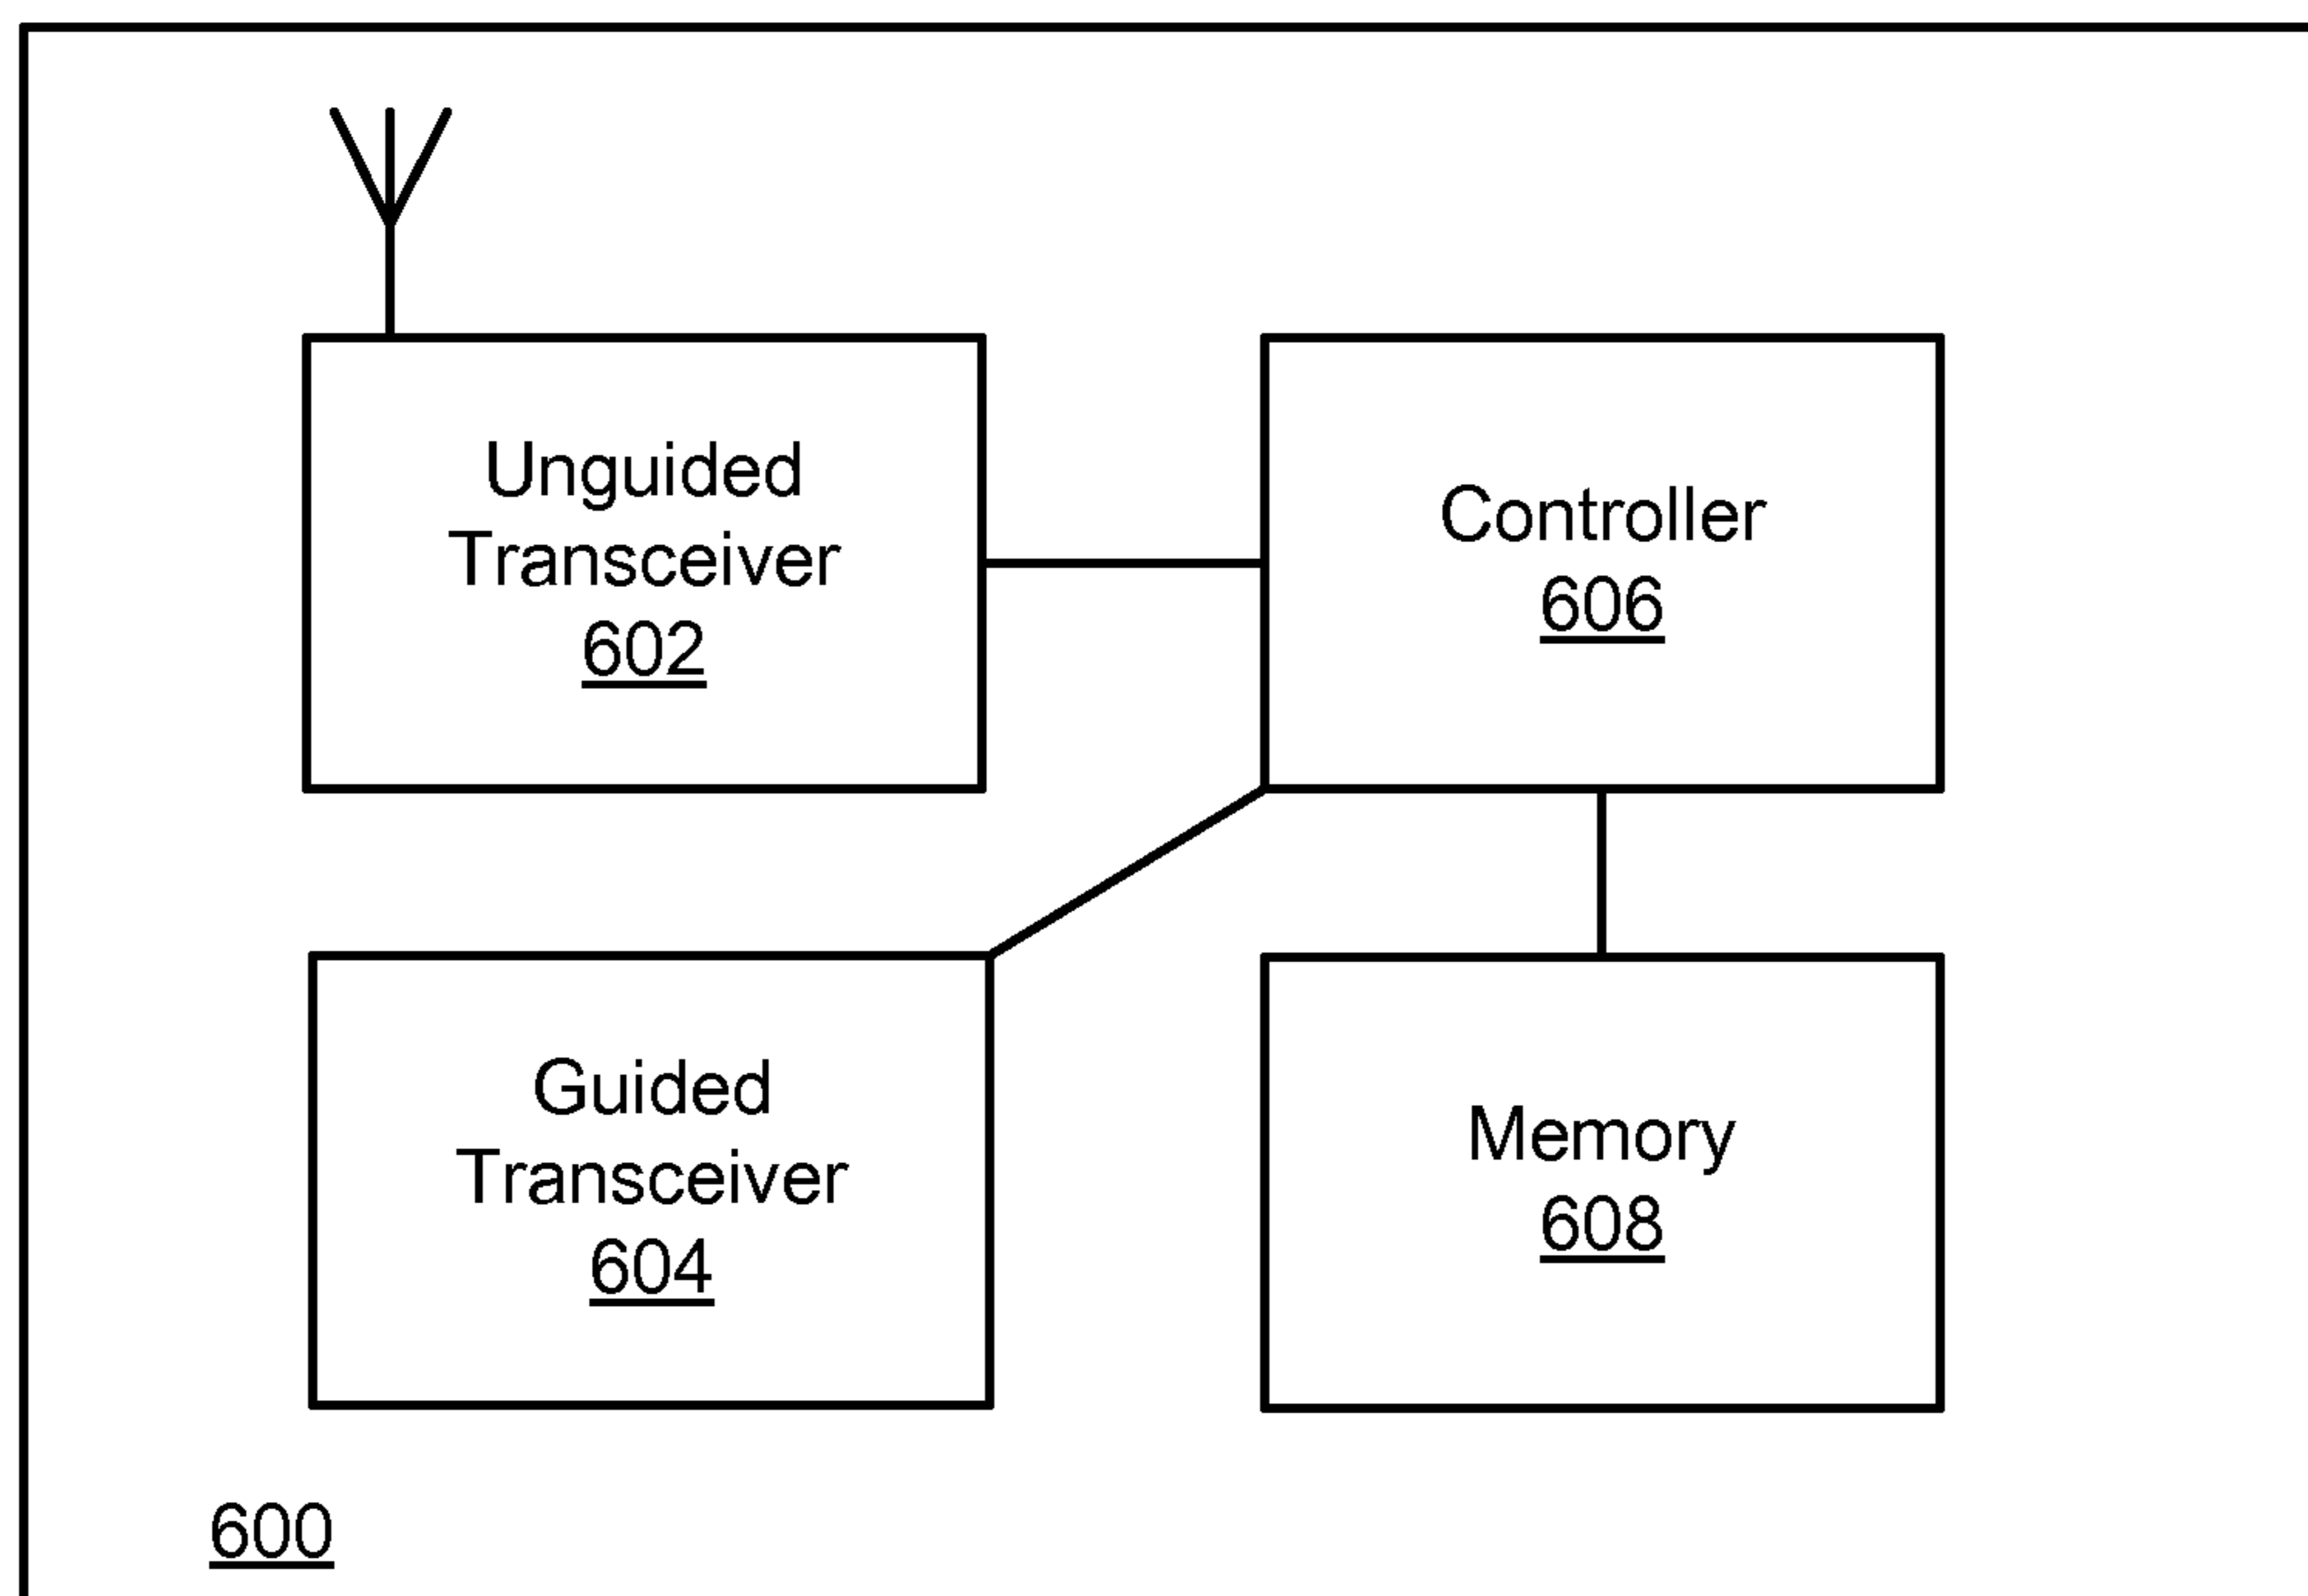 Unguided
Transceiver
602
Controller
606
Guided
Transceiver
604
Memory
608
600